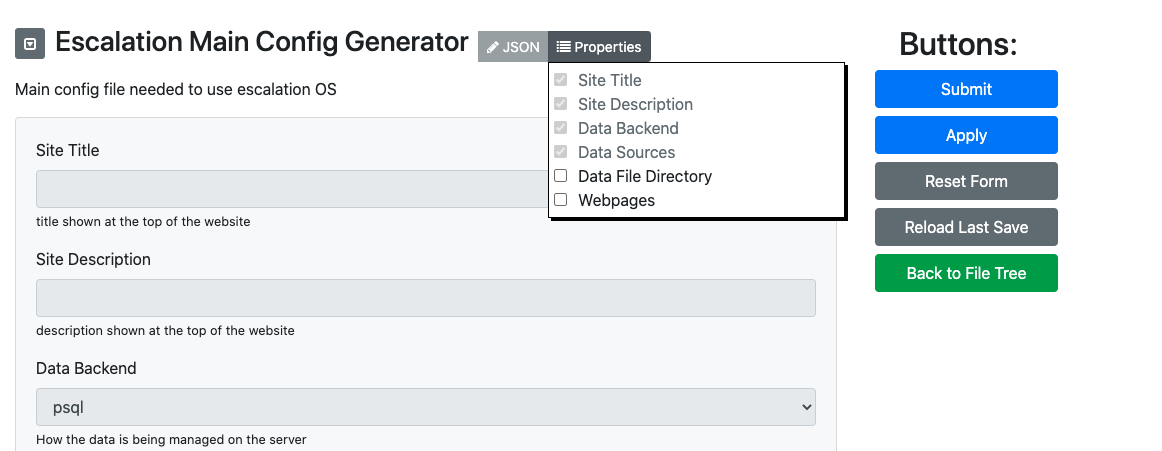 Escalation Main Config Generator
JSON
Properties
Main config file needed to use escalation OS
Site Title
Site Description
Data Backend
Data Sources
Data File Directory
Webpages
Site Title
title shown at the top of the website
Site Description
description shown at the top of the website
Data Backend
psql
How the data is being managed on the server
Buttons:
Submit
Apply
Reset Form
Reload Last Save
Back to File Tree